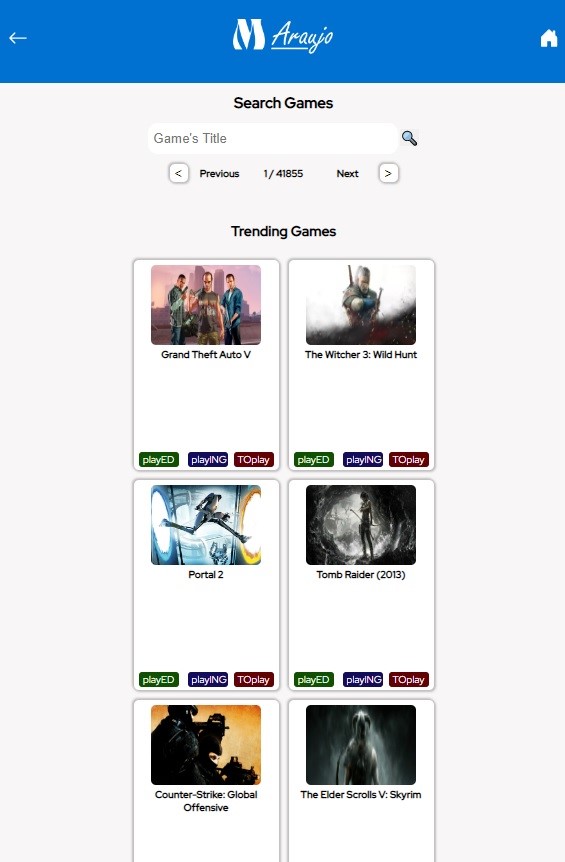 M Araujo
Search Games
Game's Title
< Previous 1 / 41855 Next >
Trending Games
Grand Theft Auto V
The Witcher 3: Wild Hunt
playED playING TOplay
playED playING TOplay
Portal 2
Tomb Raider (2013)
playED playING TOplay
playED playING TOplay
Counter-Strike: Global
Offensive
The Elder Scrolls V: Skyrim